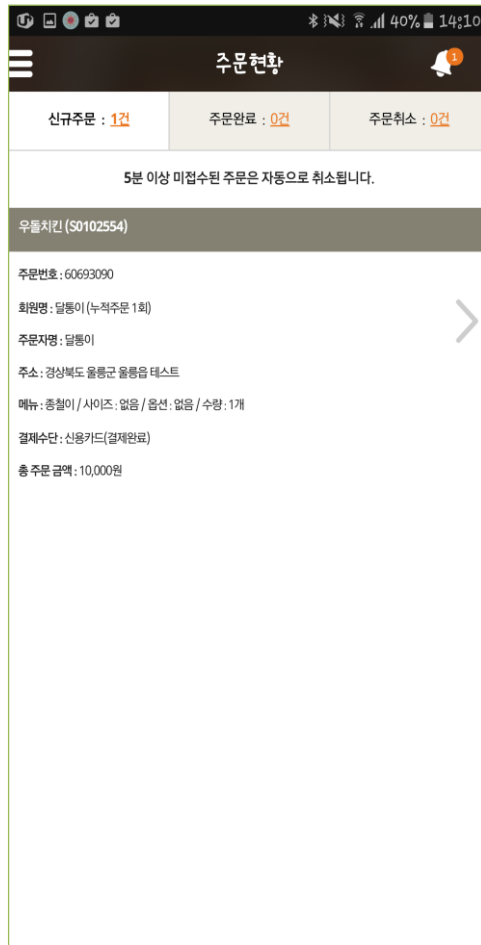 40% 14:10
주문현황
1
신규주문 : 1건 주문완료 : 0건 주문취소 : 0건
5분 이상 미접수된 주문은 자동으로 취소됩니다.
우돌치킨 (S0102554)
주문번호 : 60693090
회원명 : 달통이 (누적주문 1회)
주문자명 : 달통이
주소 : 경상북도 울릉군 울릉읍 테스트
메뉴 : 종철이 / 사이즈 : 없음 / 옵션 : 없음 / 수량 : 1개
결제수단 : 신용카드(결제완료)
총 주문 금액 : 10,000원